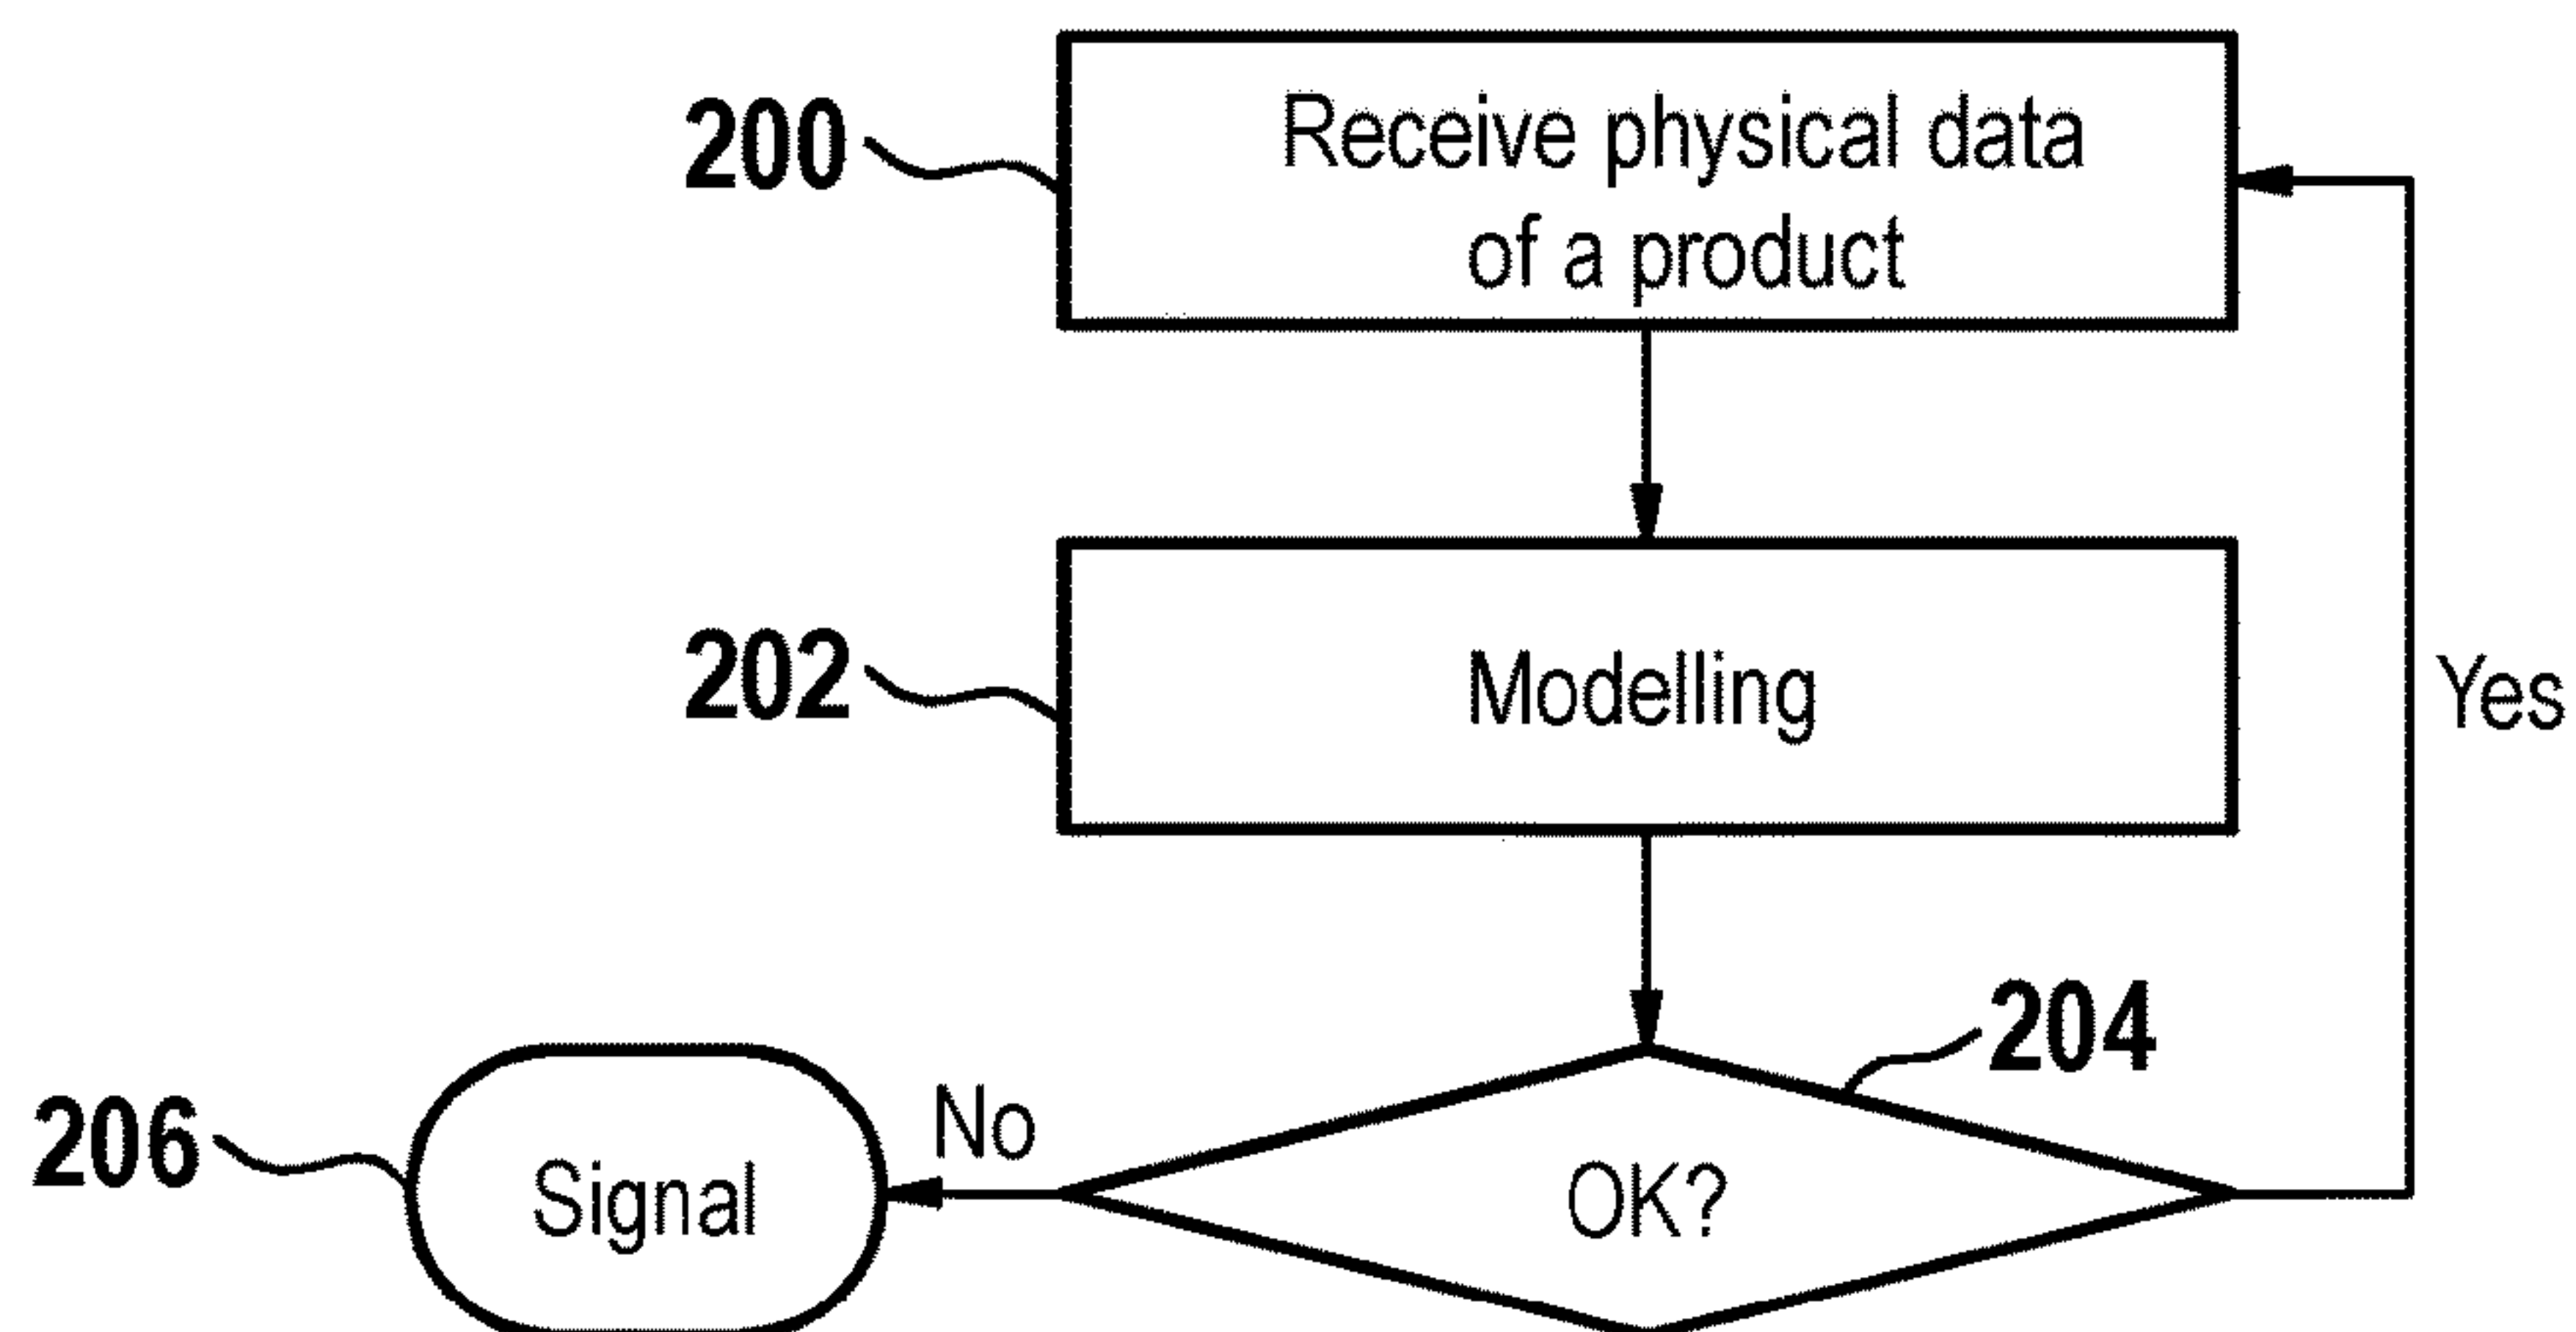 200
Receive physical data
of a product
202
Modelling
Yes
204
206
Signal
No
OK?